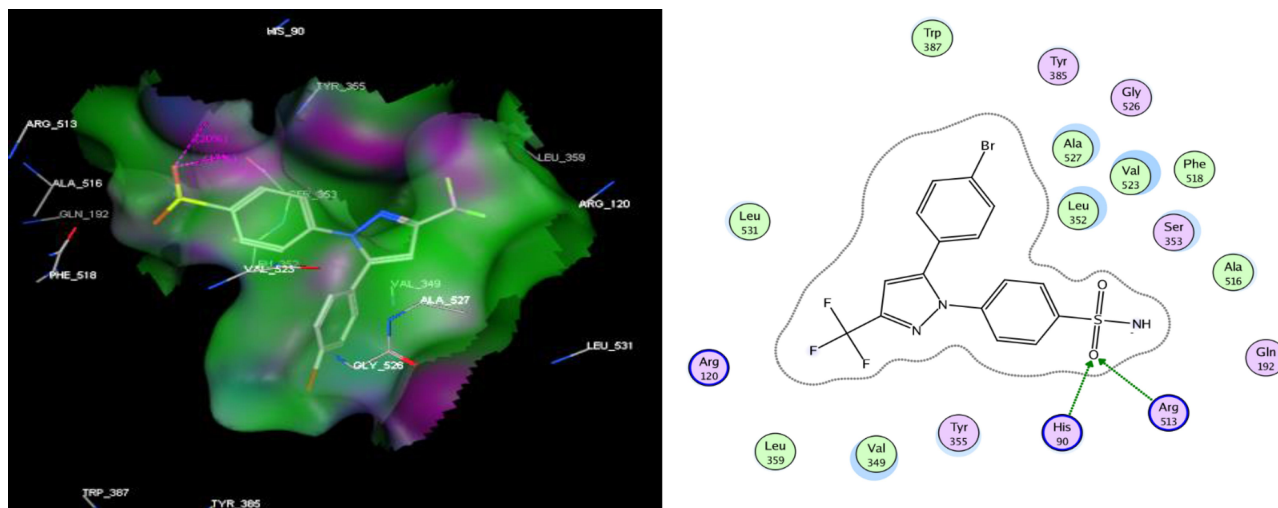 HIS_90
TYR_355
ARG_513
LEU_359
ALA_516
SER_353
ARG_120
GLN_192
PHE_518
VAL_523
VAL_349
ALA_527
GLY_526
LEU_531
TRP_387
TYR_385
Trp
387
Tyr
385
Gly
526
Ala
527
Val
523
Phe
518
Leu
352
Ser
353
Leu
531
Ala
516
Br
O
N
N
S
NH
-
O
F
F
F
Arg
120
Gln
192
Arg
513
His
90
Tyr
355
Leu
359
Val
349